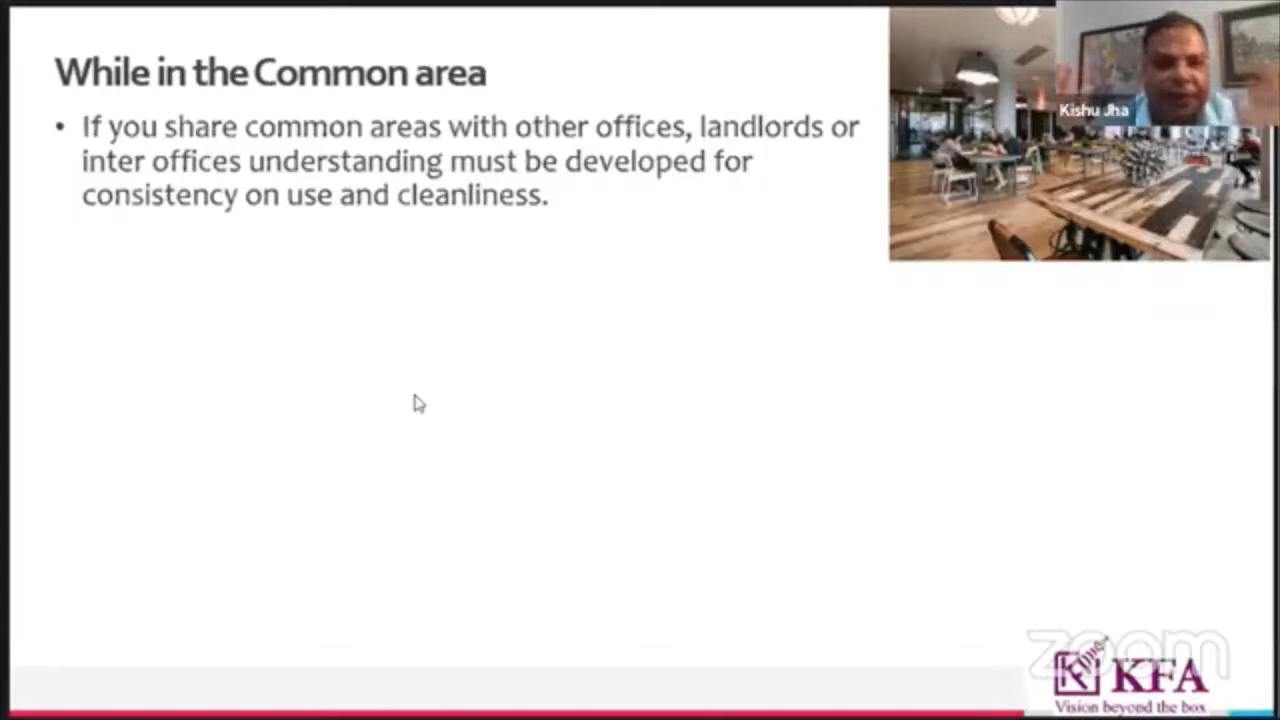 While in the Common area
• If you share common areas with other offices, landlords or
inter offices understanding must be developed for
consistency on use and cleanliness.
Kishu Jha
zoom
KFA
Vision beyond the box